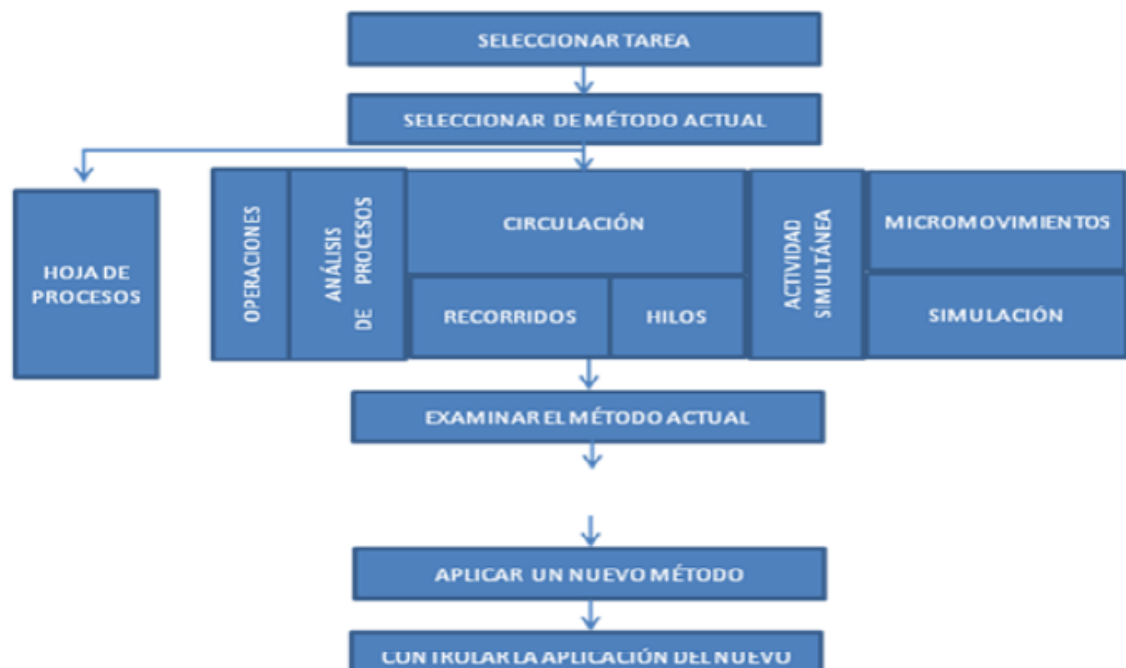 SELECCIONAR TAREA
SELECCIONAR DE MÉTODO ACTUAL
HOJA DE
PROCESOS
OPERACIONES
ANÁLISIS
DE PROCESOS
CIRCULACIÓN
RECORRIDOS
HILOS
ACTIVIDAD
SIMULTÁNEA
MICROMOVIMIENTOS
SIMULACIÓN
EXAMINAR EL MÉTODO ACTUAL
APLICAR UN NUEVO MÉTODO
CONTROLAR LA APLICACIÓN DEL NUEVO